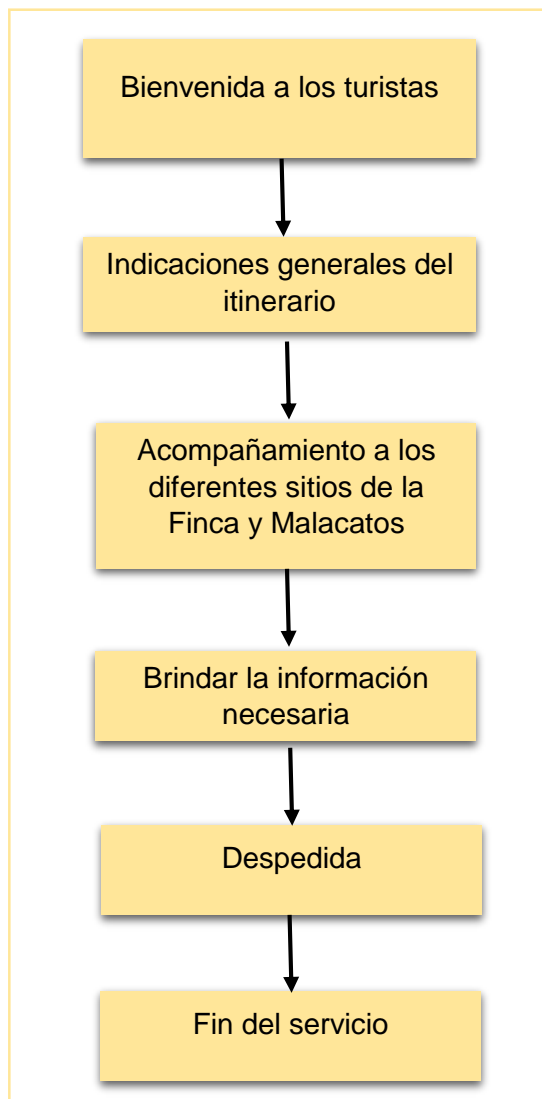 Bienvenida a los turistas
Indicaciones generales del
itinerario
Acompañamiento a los
diferentes sitios de la
Finca y Malacatos
Brindar la información
necesaria
Despedida
Fin del servicio